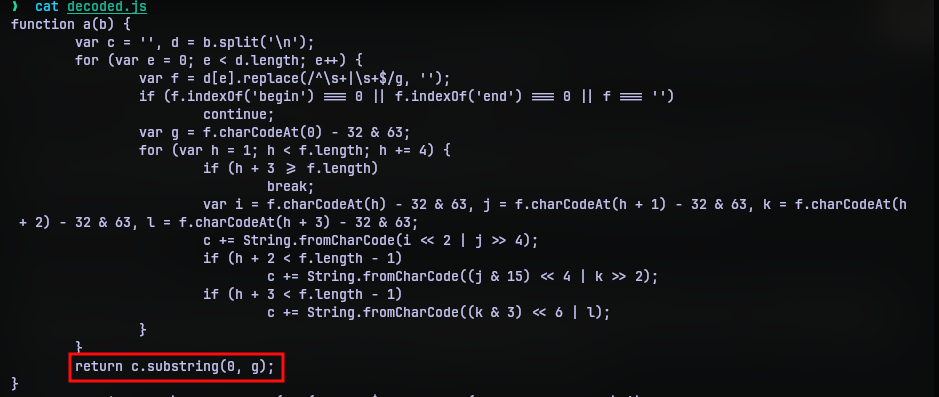 ❯ cat decoded.js
function a(b) {
        var c = '', d = b.split('\n');
        for (var e = 0; e < d.length; e++) {
                var f = d[e].replace(/^\s+|\s+$/g, '');
                if (f.indexOf('begin') === 0 || f.indexOf('end') === 0 || f === '')
                        continue;
                var g = f.charCodeAt(0) - 32 & 63;
                for (var h = 1; h < f.length; h += 4) {
                        if (h + 3 >= f.length)
                                break;
                        var i = f.charCodeAt(h) - 32 & 63, j = f.charCodeAt(h + 1) - 32 & 63, k = f.charCodeAt(h
 + 2) - 32 & 63, l = f.charCodeAt(h + 3) - 32 & 63;
                        c += String.fromCharCode(i << 2 | j >> 4);
                        if (h + 2 < f.length - 1)
                                c += String.fromCharCode((j & 15) << 4 | k >> 2);
                        if (h + 3 < f.length - 1)
                                c += String.fromCharCode((k & 3) << 6 | l);
                }
        }
        return c.substring(0, g);
}